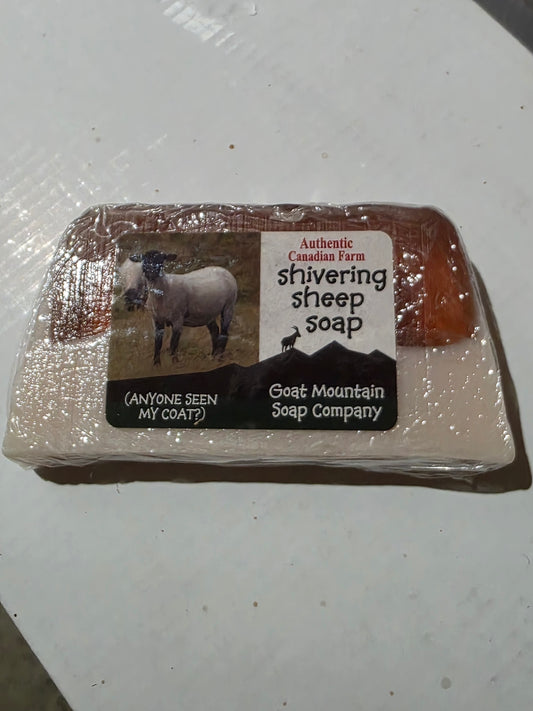 Authentic
Canadian Farm
shivering
sheep
soap
(ANYONE SEEN
MY COAT?)
Goat Mountain
Soap Company